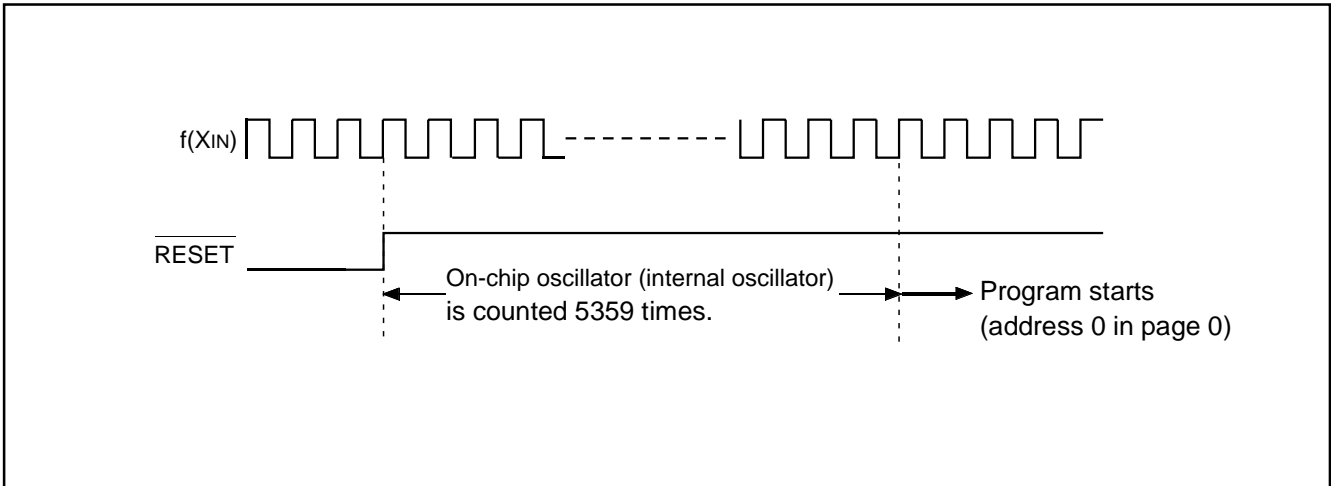 f(XIN)
RESET
On-chip oscillator (internal oscillator)
is counted 5359 times.
Program starts
(address 0 in page 0)